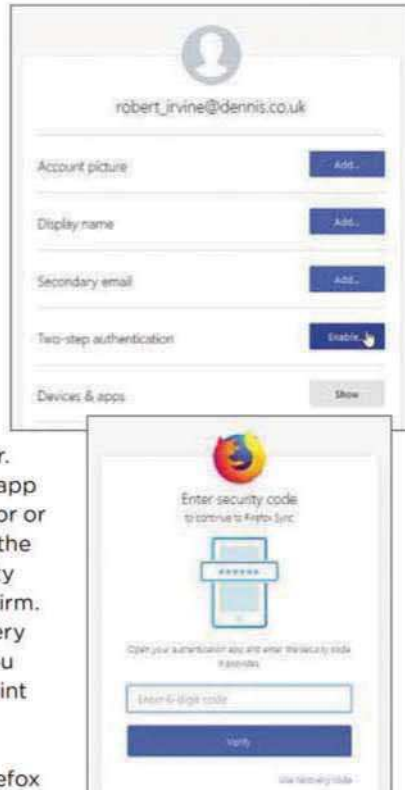 robert_irvine@dennis.co.uk
Account picture
Add...
Display name
Add...
Secondary email
Add...
Two-step authentication
Enable...
Devices & apps
Show
r.
app
or or
the
y
irm.
ery
u
int
efox
Enter security code
to continue to Firefox Sync
Open your authentication app and enter the security code
it provides.
Enter 6-digit code
Verify
Use recovery code